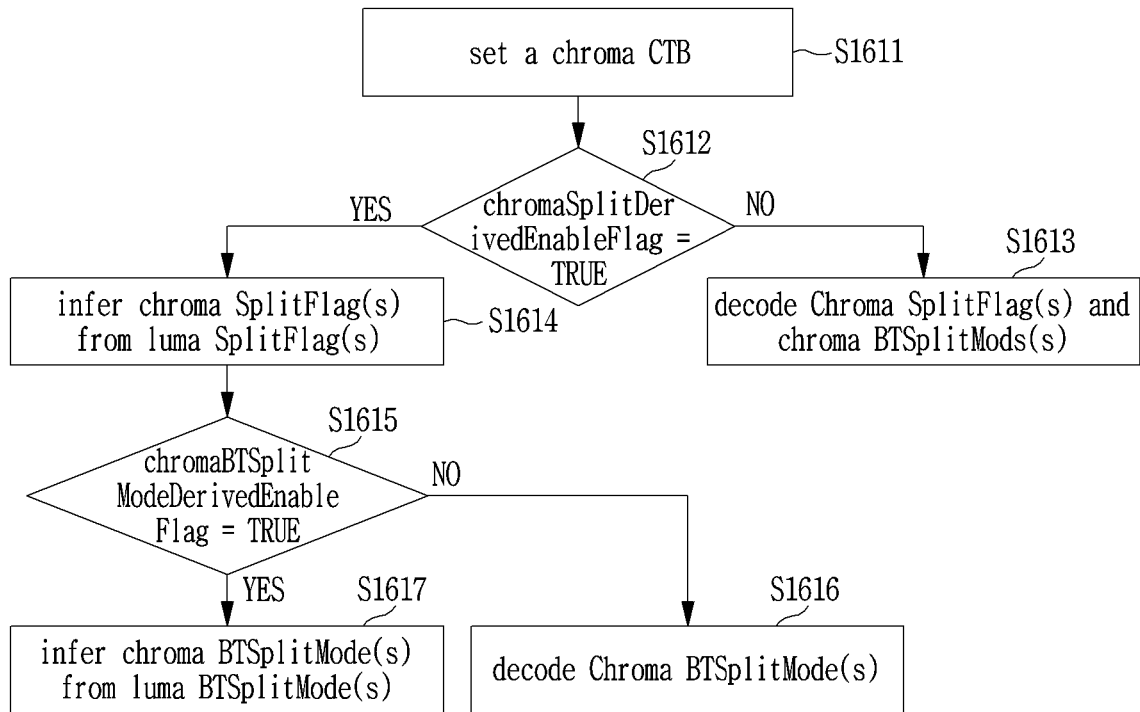 set a chroma CTB
S1611
S1612
chromaSplitDer
ivedEnableFlag =
TRUE
YES
NO
S1613
decode Chroma SplitFlag(s) and
chroma BTSplitMods(s)
infer chroma SplitFlag(s)
from luma SplitFlag(s)
S1614
S1615
chromaBTSplit
ModeDerivedEnable
Flag = TRUE
NO
YES
S1617
infer chroma BTSplitMode(s)
from luma BTSplitMode(s)
S1616
decode Chroma BTSplitMode(s)